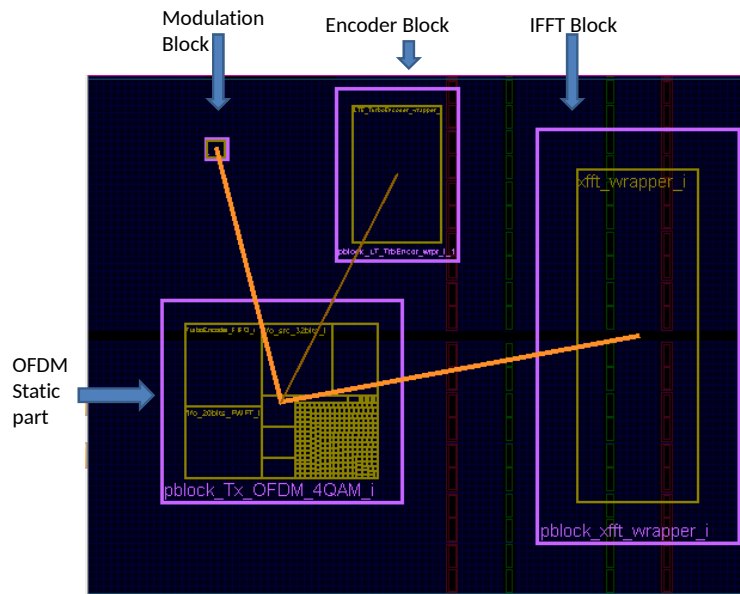 Modulation
Block
Encoder Block
IFFT Block
xfft_wrapper_i
OFDM
Static
part
pblock_Tx_OFDM_4QAM_i
pblock_xfft_wrapper_i